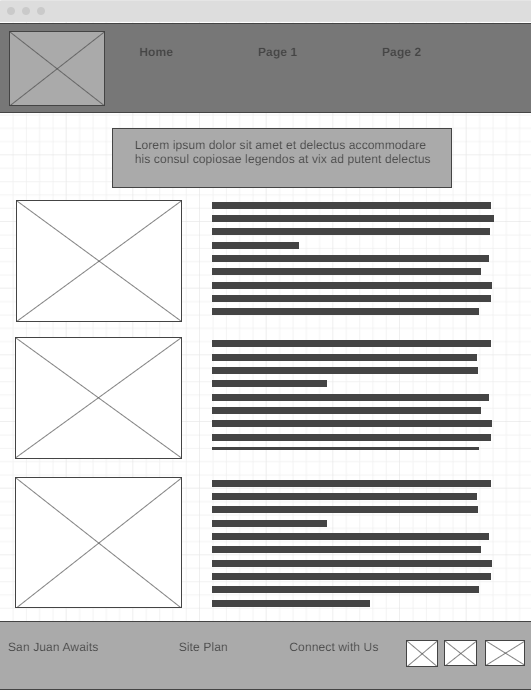 Home Page 1 Page 2
Lorem ipsum dolor sit amet et delectus accommodare
his consul copiosae legendos at vix ad putent delectus
San Juan Awaits Site Plan Connect with Us